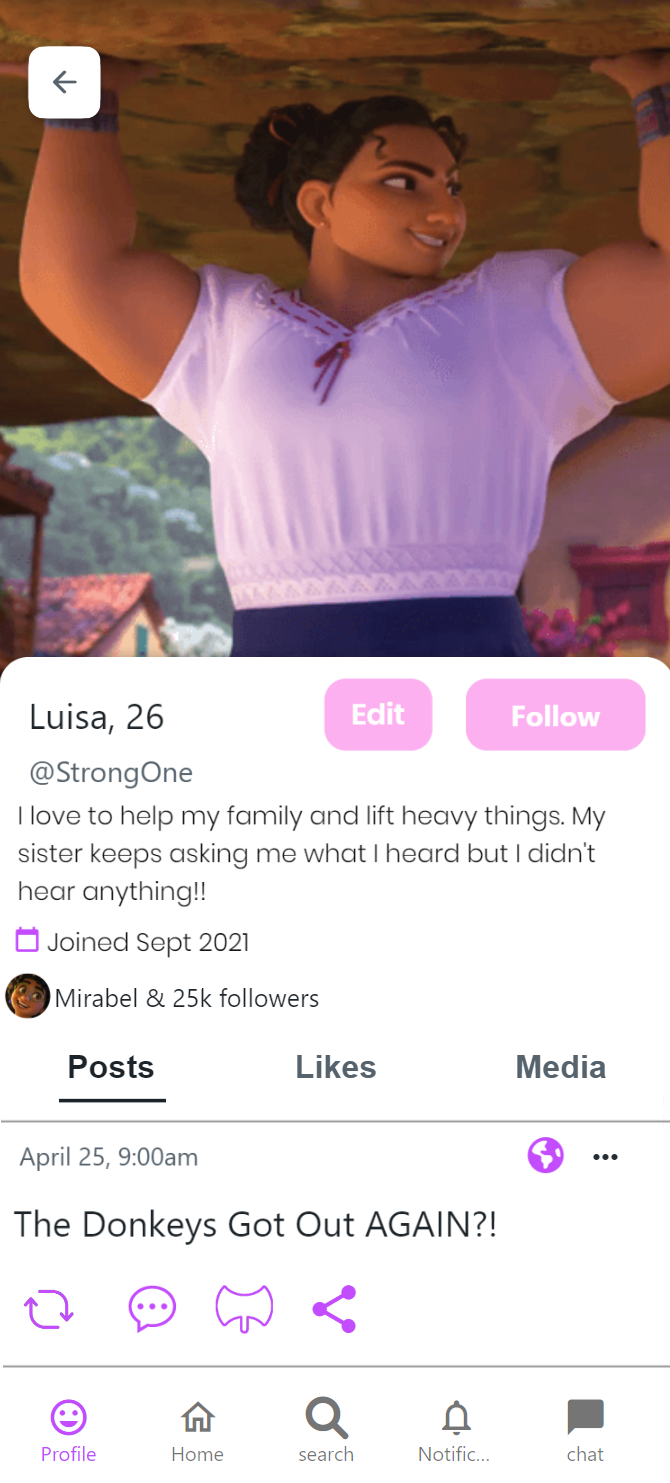 Luisa, 26
Edit
Follow
@StrongOne
I love to help my family and lift heavy things. My
sister keeps asking me what I heard but I didn't
hear anything!!
Joined Sept 2021
Mirabel & 25k followers
Posts
Likes
Media
April 25, 9:00am
The Donkeys Got Out AGAIN?!
Profile
Home
search
Notific...
chat